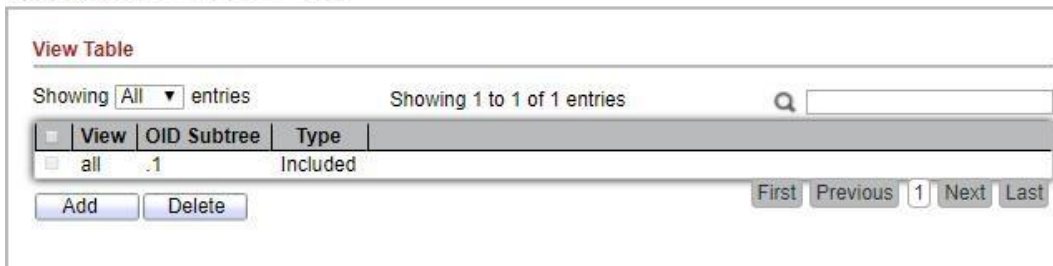 View Table
Showing All ▼ entries Showing 1 to 1 of 1 entries
View OID Subtree Type
all .1 Included
First Previous 1 Next Last
Add Delete